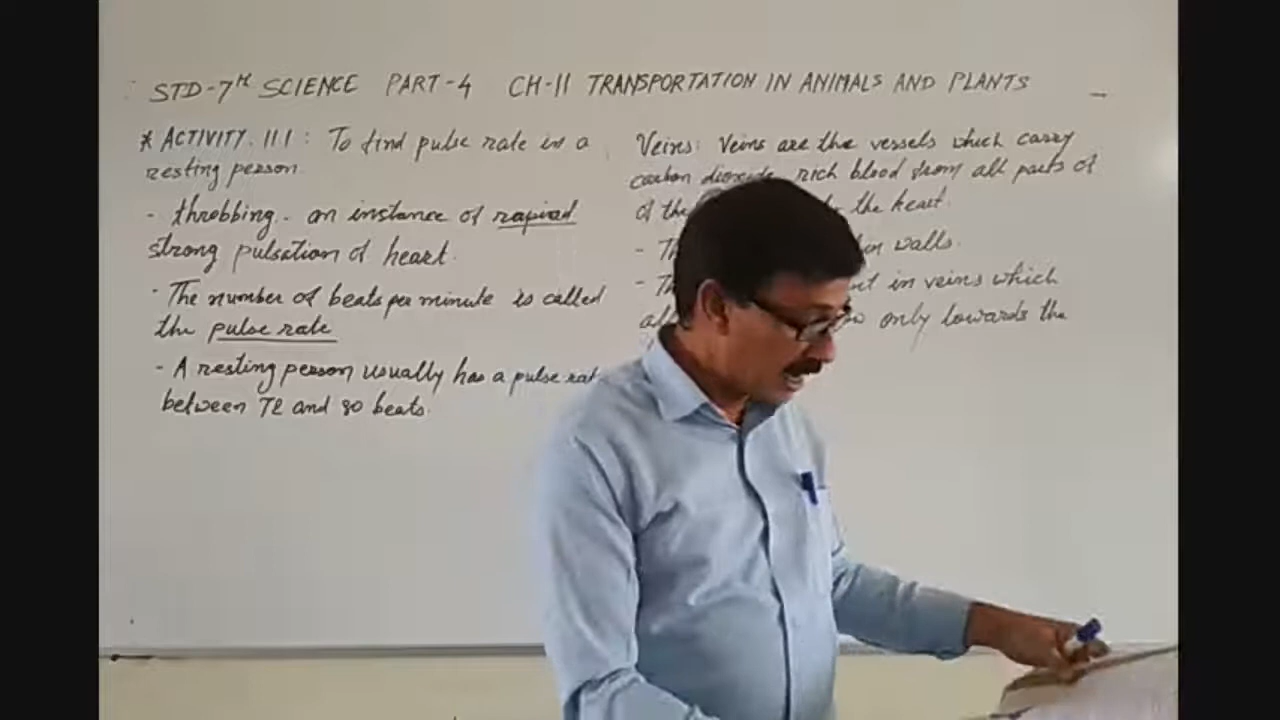 STD-7TH SCIENCE PART-4 CH-11 TRANSPORTATION IN ANIMALS AND PLANTS
* ACTIVITY 11.1: To find pulse rate in a
resting person.
- throbbing - an instance of rapied
strong pulsation of heart.
- The number of beats per minute is called
the pulse rate
- A resting person usually has a pulse rat
between 72 and 80 beats.
Veins: Veins are the vessels which carry
carbon dioxide rich blood from all parts of
of the the heart.
- walls.
- in veins which
only towards the